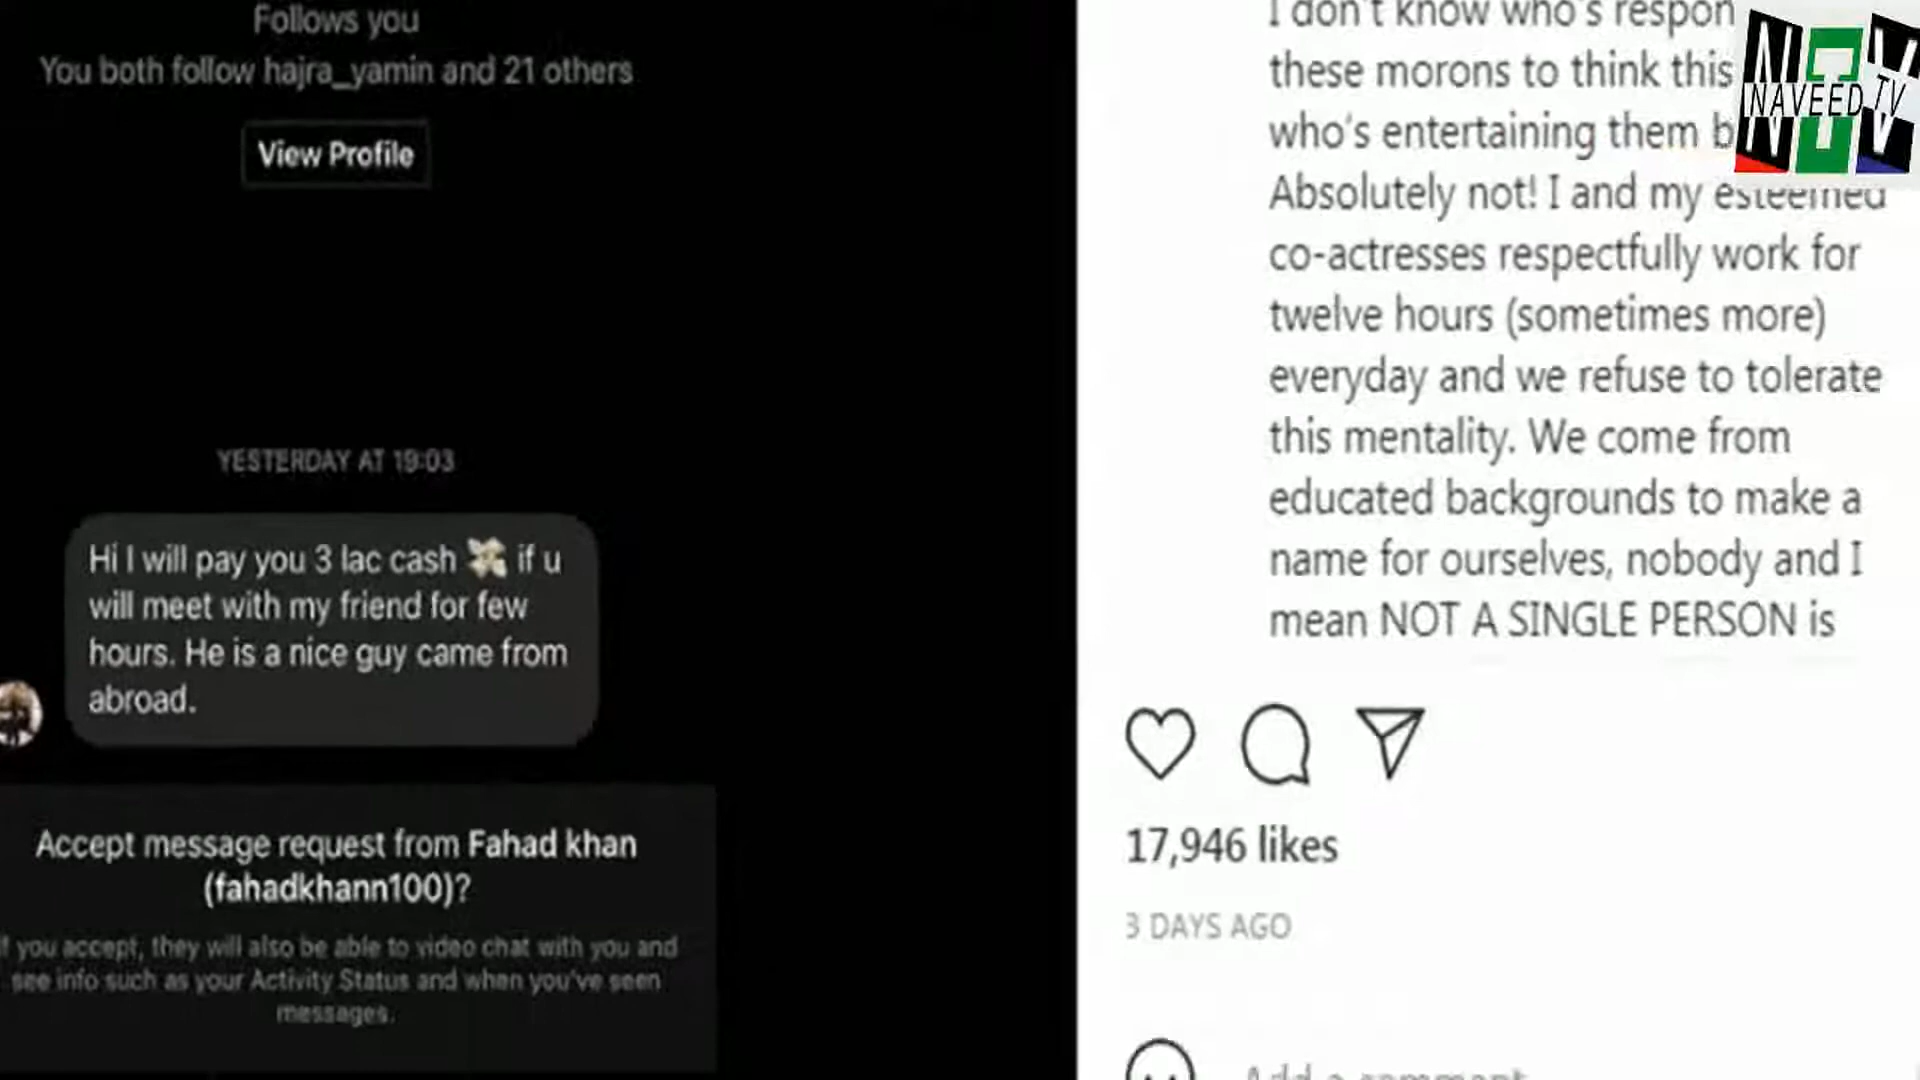 Follows you
You both follow hajra_yamin and 21 others
View Profile
YESTERDAY AT 19:03
Hi I will pay you 3 lac cash 💸 if u
will meet with my friend for few
hours. He is a nice guy came from
abroad.
Accept message request from Fahad khan
(fahadkhann100)?
If you accept, they will also be able to video chat with you and
see info such as your Activity Status and when you've seen
messages.
I don't know who's respon
these morons to think this
who's entertaining them b
Absolutely not! I and my esteemed
co-actresses respectfully work for
twelve hours (sometimes more)
everyday and we refuse to tolerate
this mentality. We come from
educated backgrounds to make a
name for ourselves, nobody and I
mean NOT A SINGLE PERSON is
17,946 likes
3 DAYS AGO
Add a comment
NTV
NAVEED TV